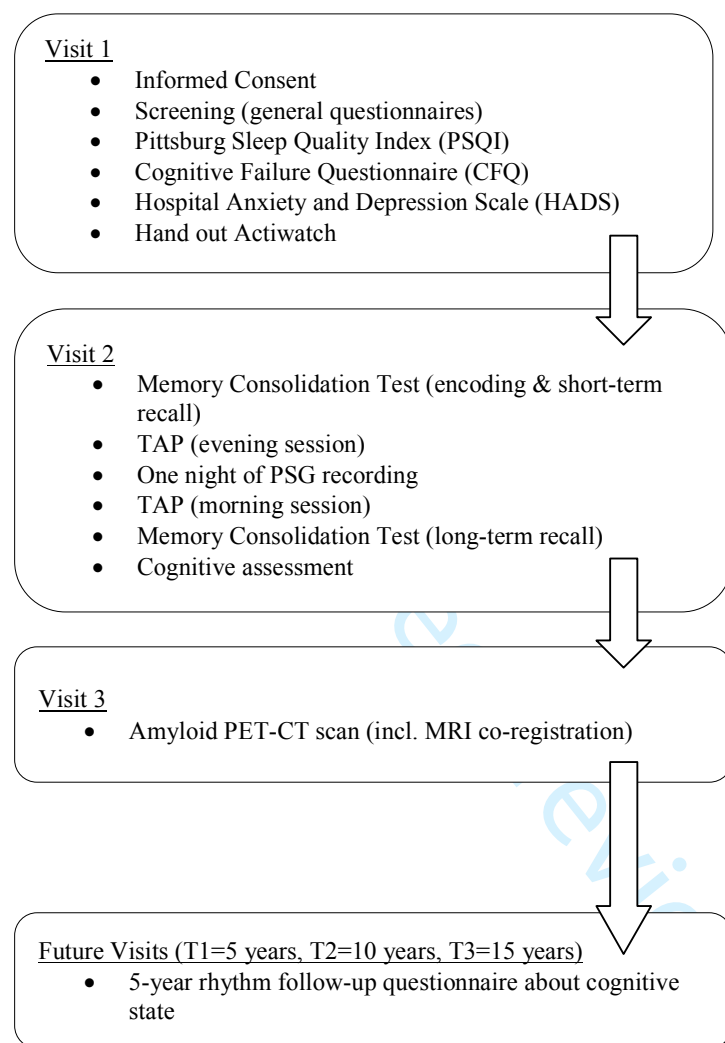 Visit 1
• Informed Consent
• Screening (general questionnaires)
• Pittsburg Sleep Quality Index (PSQI)
• Cognitive Failure Questionnaire (CFQ)
• Hospital Anxiety and Depression Scale (HADS)
• Hand out Actiwatch
Visit 2
• Memory Consolidation Test (encoding & short-term
recall)
• TAP (evening session)
• One night of PSG recording
• TAP (morning session)
• Memory Consolidation Test (long-term recall)
• Cognitive assessment
Visit 3
• Amyloid PET-CT scan (incl. MRI co-registration)
Future Visits (T1=5 years, T2=10 years, T3=15 years)
• 5-year rhythm follow-up questionnaire about cognitive
state